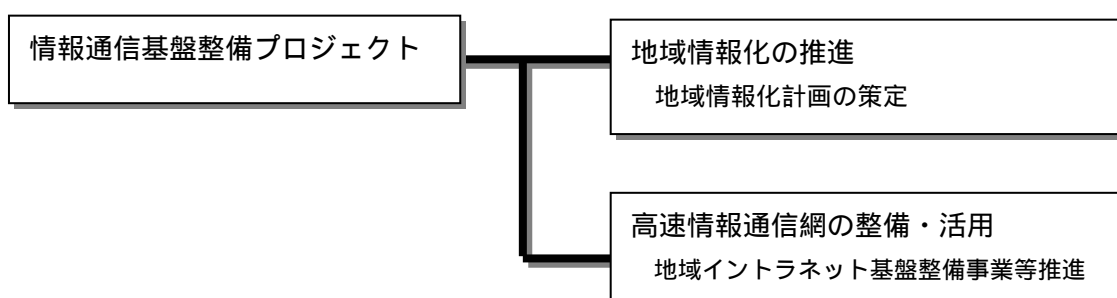 情報通信基盤整備プロジェクト
地域情報化の推進
地域情報化計画の策定
高速情報通信網の整備・活用
地域イントラネット基盤整備事業等推進